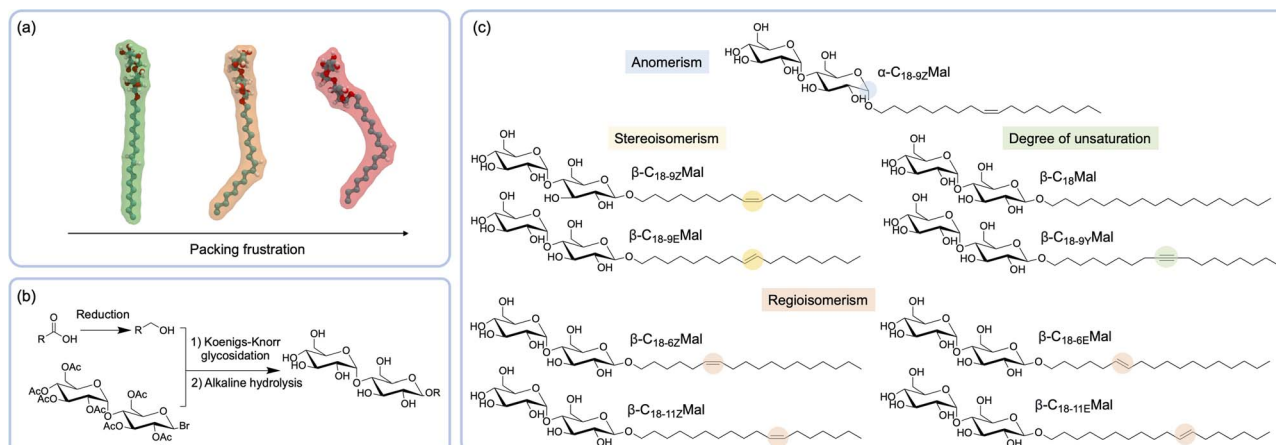 (a)
Packing frustration
(b)
Reduction
O
R
OH
R
OH
1) Koenigs-Knorr
glycosidation
2) Alkaline hydrolysis
OAc
AcO
AcO
AcO
OAc
O
OAc
O
AcO
O
OAc
Br
OH
HO
HO
O
OH
OH
O
HO
O
OH
OR
(c)
Anomerism
α-C18-9ZMal
Stereoisomerism
β-C18-9ZMal
β-C18-9EMal
Degree of unsaturation
β-C18Mal
β-C18-9YMal
Regioisomerism
β-C18-6ZMal
β-C18-6EMal
β-C18-11ZMal
β-C18-11EMal